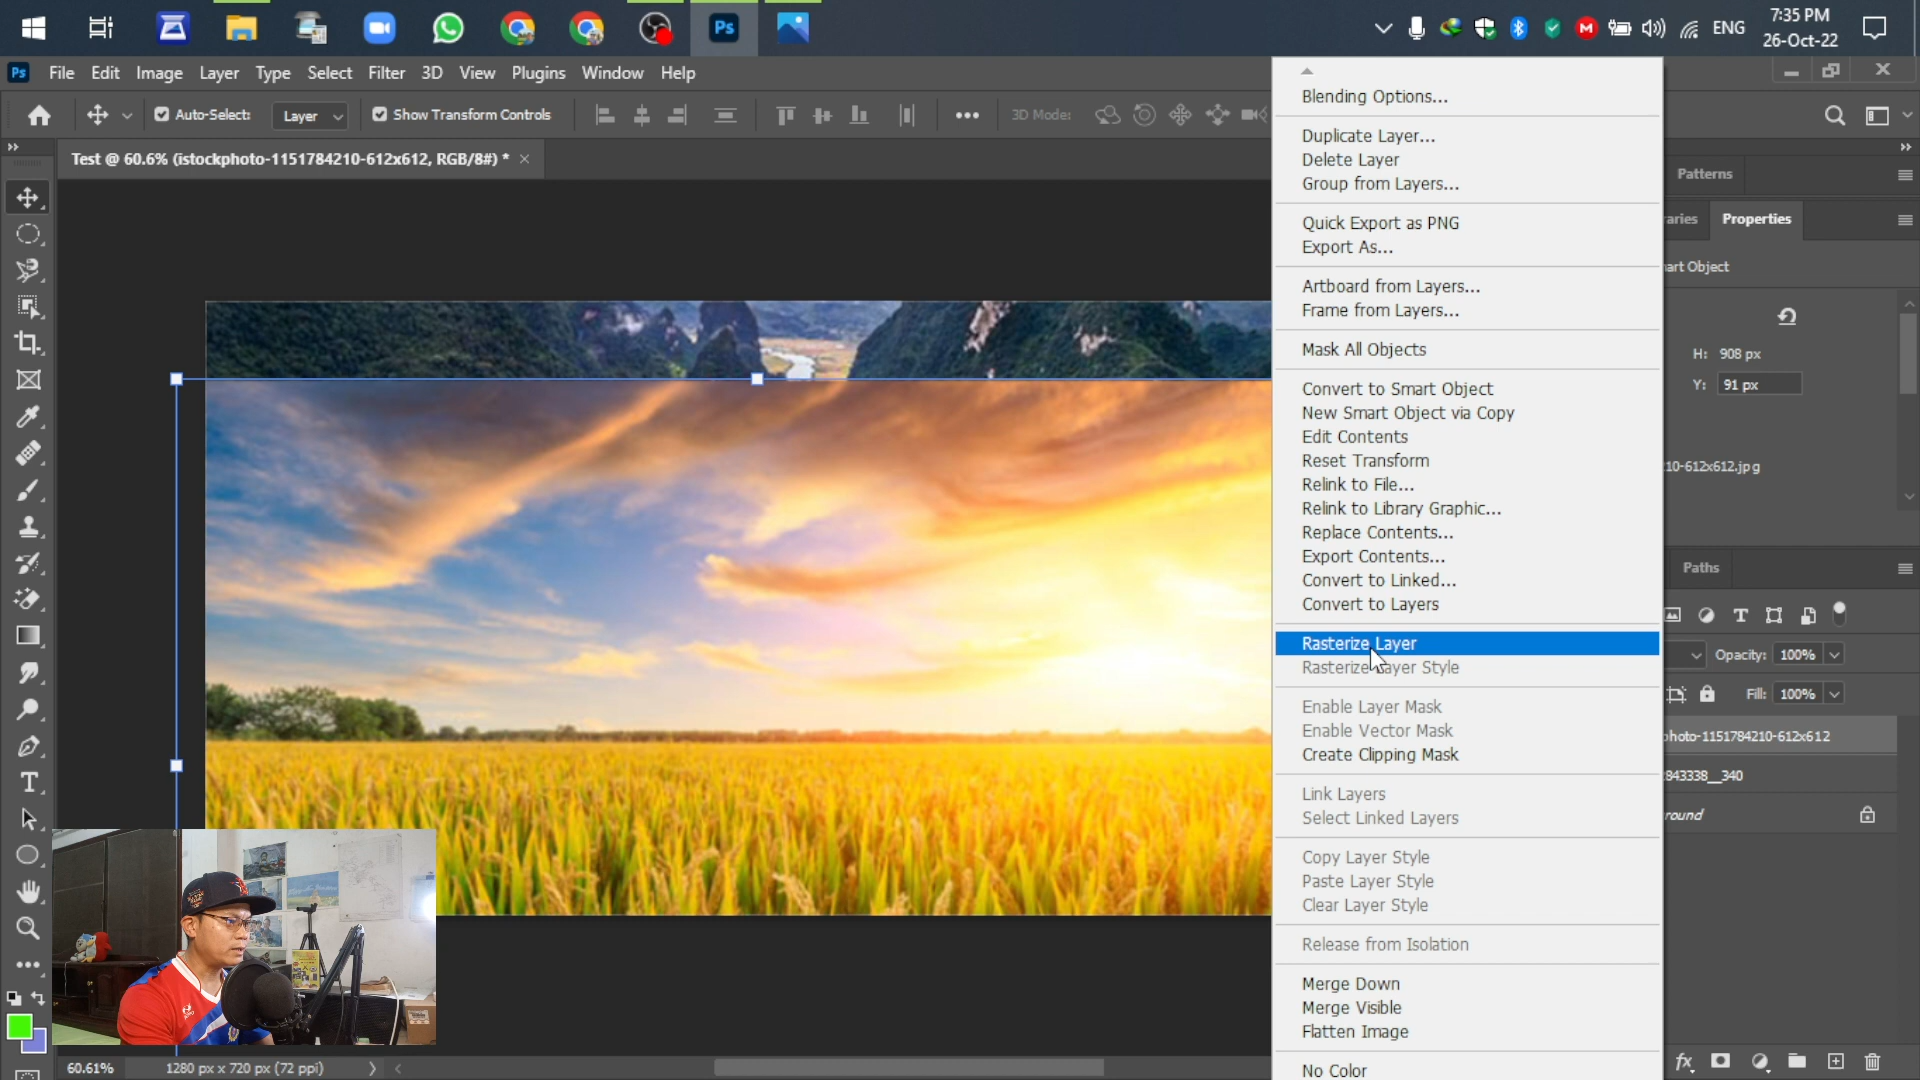 7:35 PM
ENG
26-Oct-22
Ps
Ps File Edit Image Layer Type Select Filter 3D View Plugins Window Help
Auto-Select: Layer Show Transform Controls 3D Mode:
Test @ 60.6% (istockphoto-1151784210-612x612, RGB/8#) *
Blending Options...
Duplicate Layer...
Delete Layer
Group from Layers...
Quick Export as PNG
Export As...
Artboard from Layers...
Frame from Layers...
Mask All Objects
Convert to Smart Object
New Smart Object via Copy
Edit Contents
Reset Transform
Relink to File...
Relink to Library Graphic...
Replace Contents...
Export Contents...
Convert to Linked...
Convert to Layers
Rasterize Layer
Rasterize Layer Style
Enable Layer Mask
Enable Vector Mask
Create Clipping Mask
Link Layers
Select Linked Layers
Copy Layer Style
Paste Layer Style
Clear Layer Style
Release from Isolation
Merge Down
Merge Visible
Flatten Image
No Color
Patterns
aries Properties
art Object
H: 908 px
Y: 91 px
10-612x612.jpg
Paths
Opacity: 100%
Fill: 100%
photo-1151784210-612x612
843338__340
round
fx
60.61% 1280 px x 720 px (72 ppi)